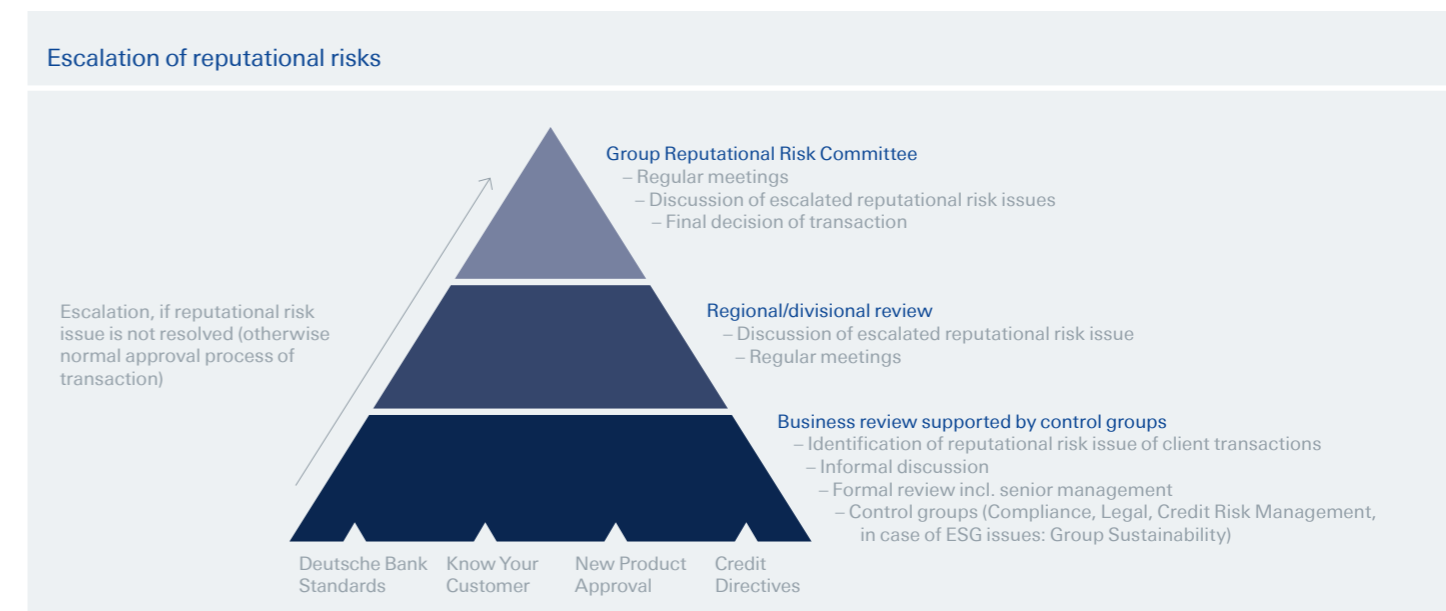 Escalation of reputational risks
Group Reputational Risk Committee
– Regular meetings
– Discussion of escalated reputational risk issues
– Final decision of transaction
Escalation, if reputational risk
issue is not resolved (otherwise
normal approval process of
transaction)
Regional/divisional review
– Discussion of escalated reputational risk issue
– Regular meetings
Business review supported by control groups
– Identification of reputational risk issue of client transactions
– Informal discussion
– Formal review incl. senior management
– Control groups (Compliance, Legal, Credit Risk Management,
in case of ESG issues: Group Sustainability)
Deutsche Bank
Standards
Know Your
Customer
New Product
Approval
Credit
Directives